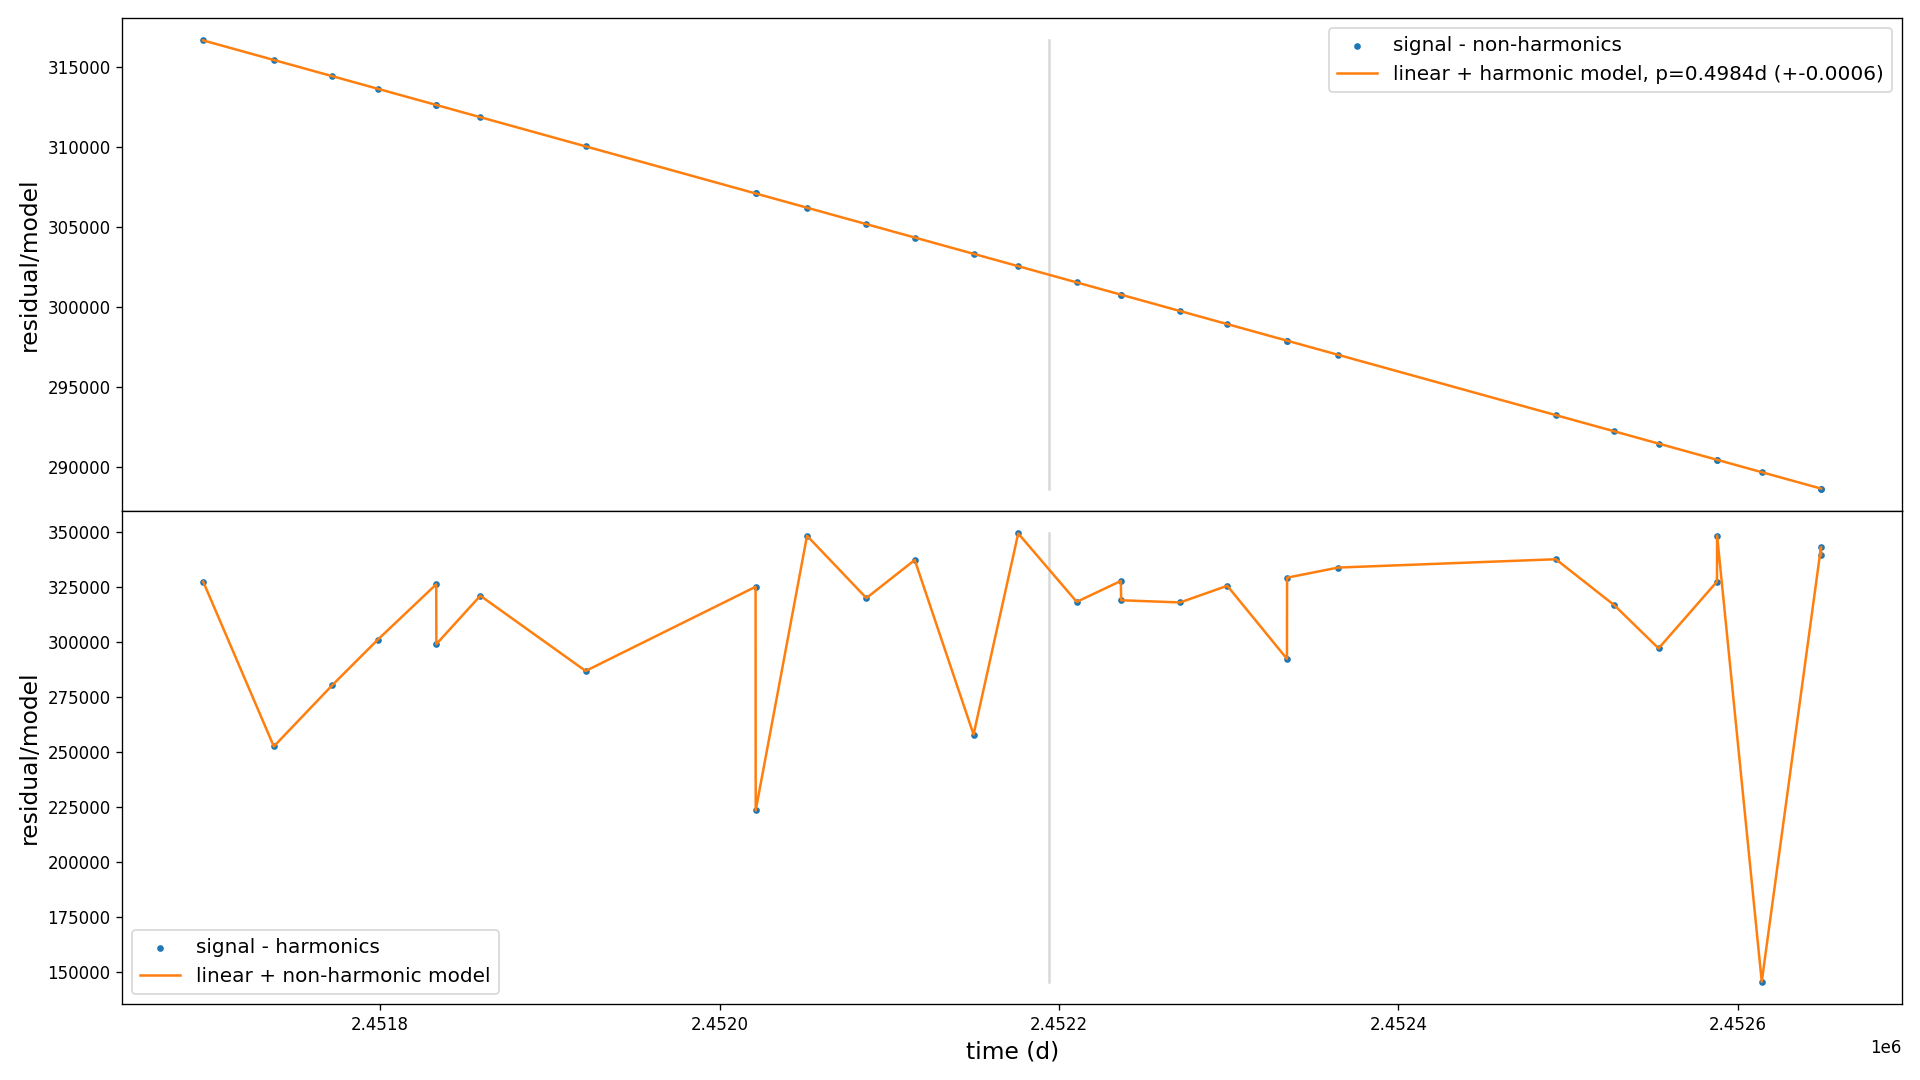 signal - non-harmonics
linear + harmonic model, p=0.4984d (+-0.0006)
315000
310000
305000
300000
295000
290000
residual/model
350000
325000
300000
275000
250000
225000
200000
175000
150000
residual/model
signal - harmonics
linear + non-harmonic model
2.4518
2.4520
2.4522
2.4524
2.4526
1e6
time (d)